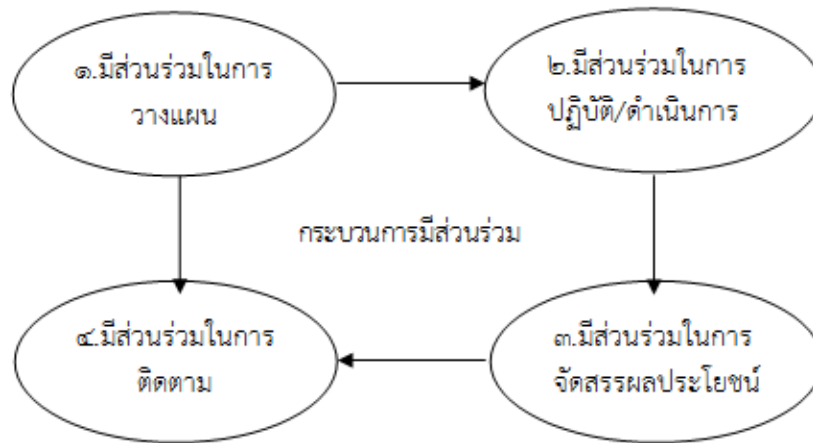 ๑.มีส่วนร่วมในการ
วางแผน
๒.มีส่วนร่วมในการ
ปฏิบัติ/ดำเนินการ
กระบวนการมีส่วนร่วม
๔.มีส่วนร่วมในการ
ติดตาม
๓.มีส่วนร่วมในการ
จัดสรรผลประโยชน์